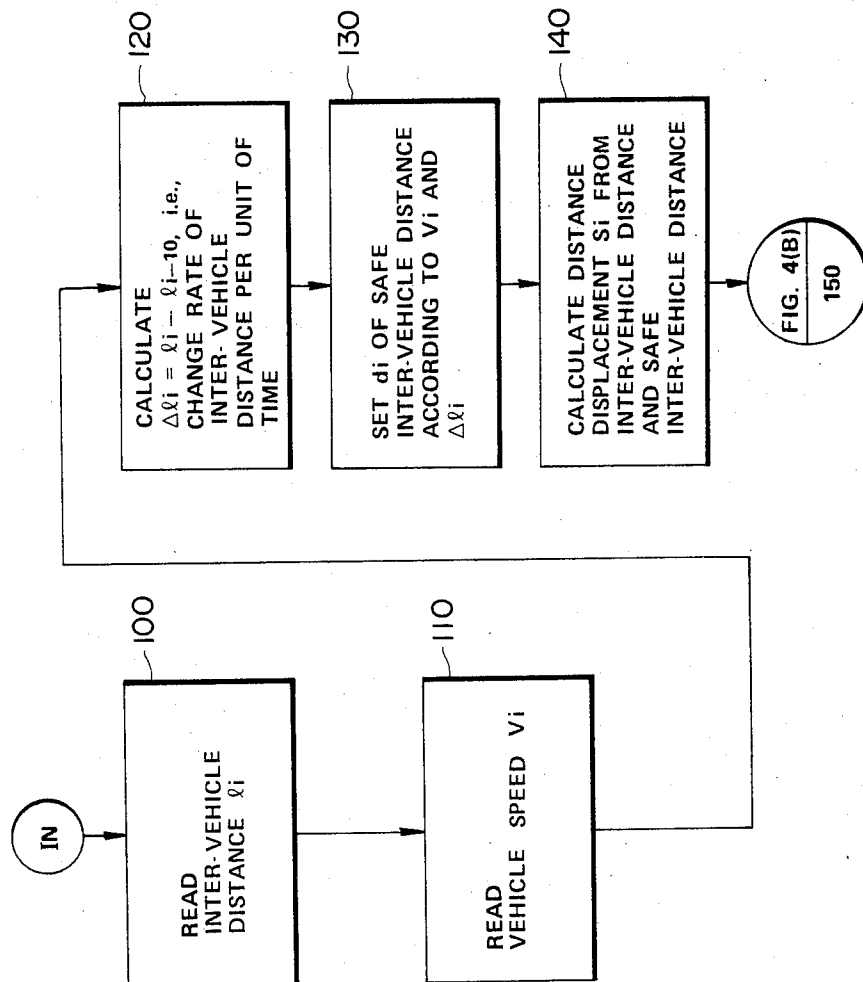 IN
100
READ
INTER-VEHICLE
DISTANCE ℓi
110
READ
VEHICLE SPEED Vi
120
CALCULATE
Δℓi = ℓi – ℓi–10, i.e.,
CHANGE RATE OF
INTER- VEHICLE
DISTANCE PER UNIT OF
TIME
130
SET di OF SAFE
INTER-VEHICLE DISTANCE
ACCORDING TO Vi AND
Δℓi
140
CALCULATE DISTANCE
DISPLACEMENT Si FROM
INTER-VEHICLE DISTANCE
AND SAFE
INTER-VEHICLE DISTANCE
FIG. 4(B)
150